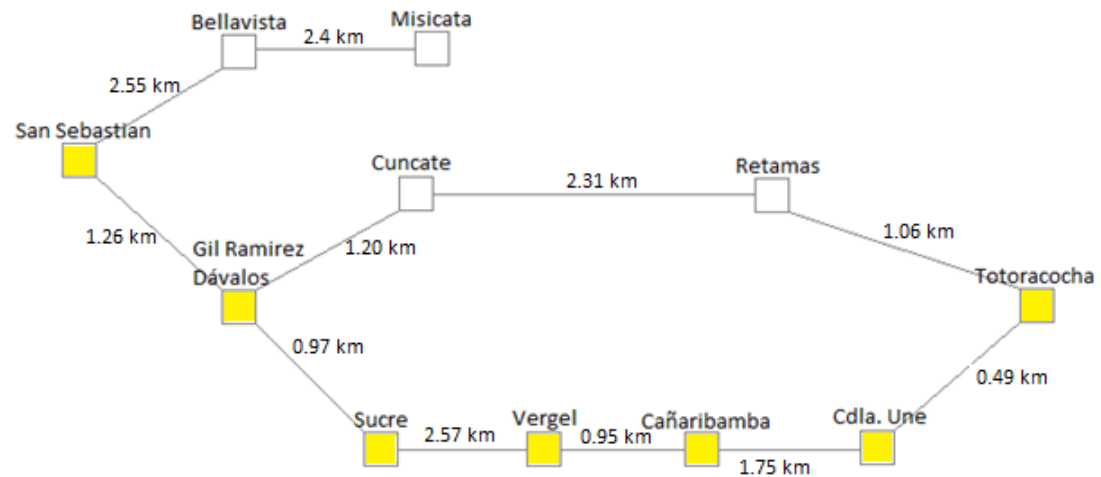 Misicata
Bellavista
2.4 km
2.55 km
San Sebastian
Cuncate
Retamas
2.31 km
1.26 km
Gil Ramirez
Dávalos
1.20 km
1.06 km
Totoracocha
0.97 km
0.49 km
Sucre
Vergel
Cañaribamba
Cdla. Une
2.57 km
0.95 km
1.75 km